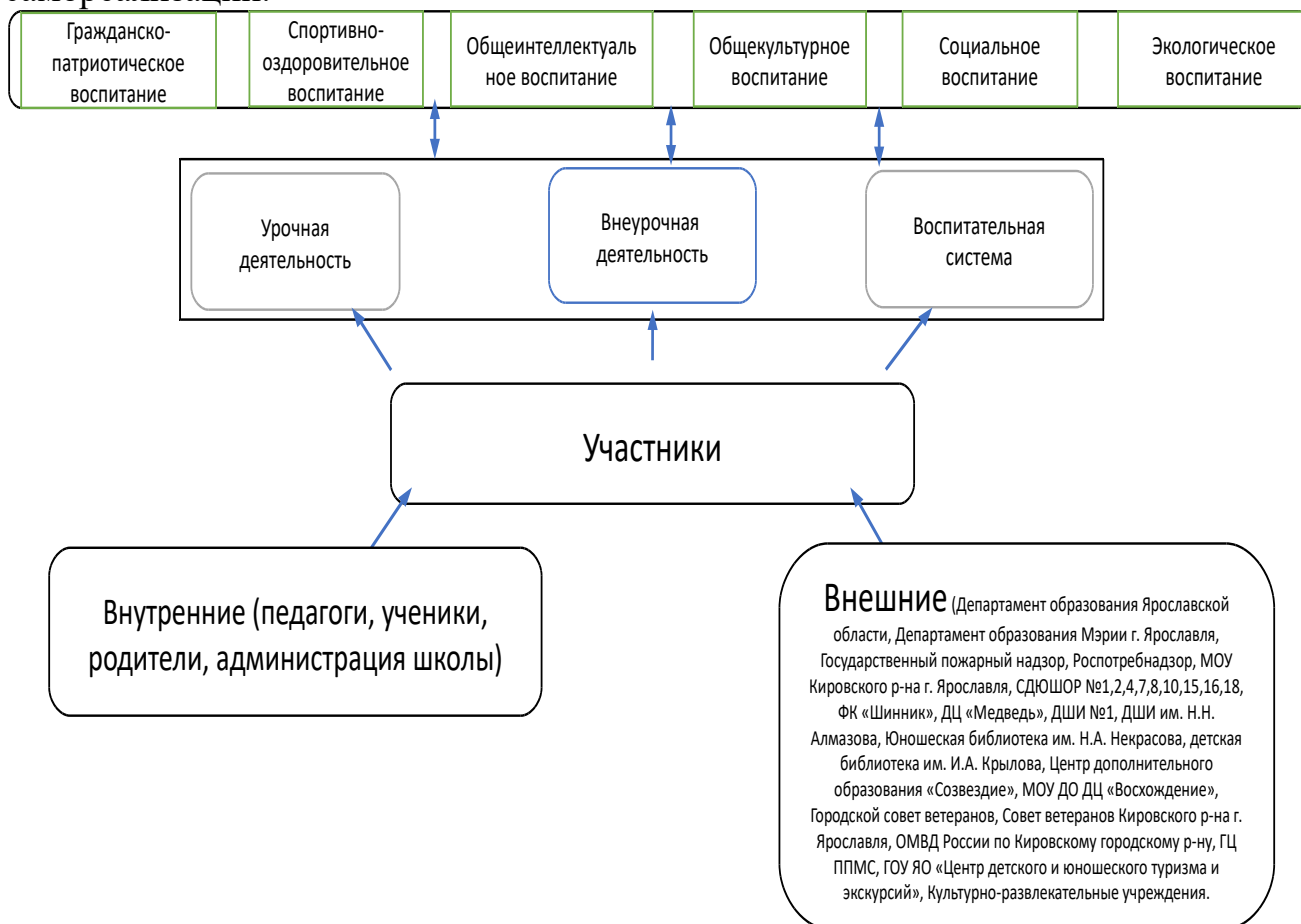 самореализации.
Гражданско-
патриотическое
воспитание
Спортивно-
оздоровительное
воспитание
Общеинтеллектуаль
ное воспитание
Общекультурное
воспитание
Социальное
воспитание
Экологическое
воспитание
Урочная
деятельность
Внеурочная
деятельность
Воспитательная
система
Участники
Внутренние (педагоги, ученики,
родители, администрация школы)
Внешние (Департамент образования Ярославской
области, Департамент образования Мэрии г. Ярославля,
Государственный пожарный надзор, Роспотребнадзор, МОУ
Кировского р-на г. Ярославля, СДЮШОР №1,2,4,7,8,10,15,16,18,
ФК «Шинник», ДЦ «Медведь», ДШИ №1, ДШИ им. Н.Н.
Алмазова, Юношеская библиотека им. Н.А. Некрасова, детская
библиотека им. И.А. Крылова, Центр дополнительного
образования «Созвездие», МОУ ДО ДЦ «Восхождение»,
Городской совет ветеранов, Совет ветеранов Кировского р-на г.
Ярославля, ОМВД России по Кировскому городскому р-ну, ГЦ
ППМС, ГОУ ЯО «Центр детского и юношеского туризма и
экскурсий», Культурно-развлекательные учреждения.